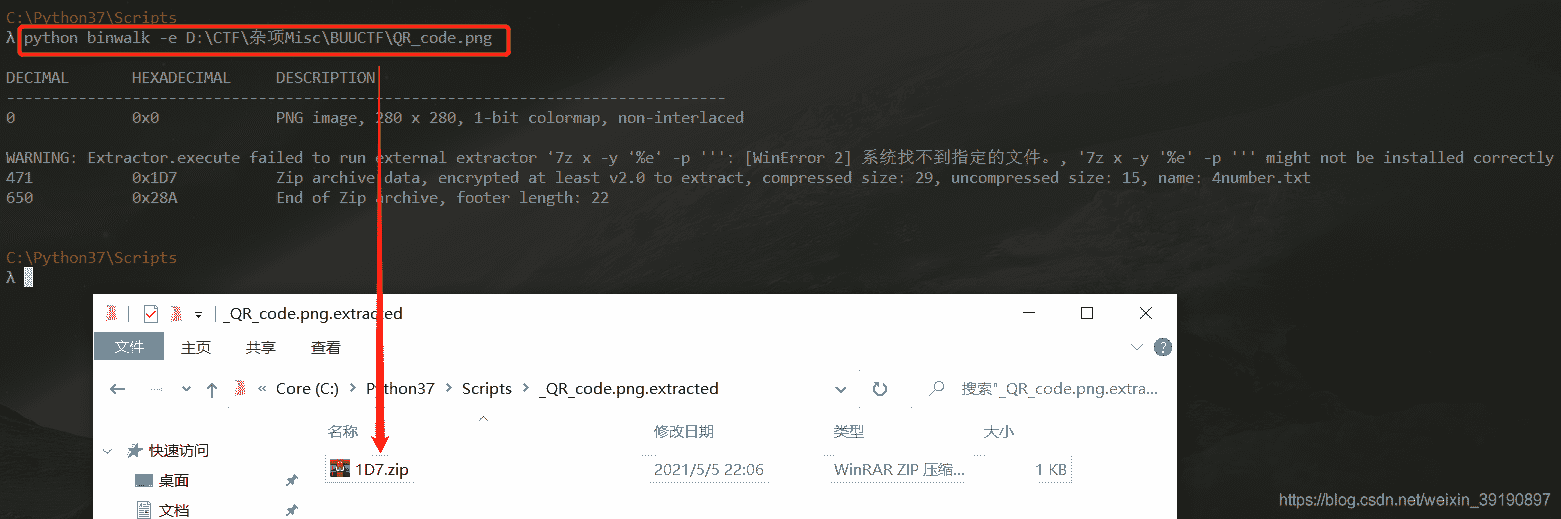 C:\Python37\Scripts
λ python binwalk -e D:\CTF\杂项Misc\BUUCTF\QR_code.png
DECIMAL HEXADECIMAL DESCRIPTION
--------------------------------------------------------------------------------
0 0x0 PNG image, 280 x 280, 1-bit colormap, non-interlaced
WARNING: Extractor.execute failed to run external extractor '7z x -y '%e' -p ''': [WinError 2] 系统找不到指定的文件。, '7z x -y '%e' -p ''' might not be installed correctly
471 0x1D7 Zip archive data, encrypted at least v2.0 to extract, compressed size: 29, uncompressed size: 15, name: 4number.txt
650 0x28A End of Zip archive, footer length: 22
C:\Python37\Scripts
λ
_QR_code.png.extracted
文件 主页 共享 查看
« Core (C:) > Python37 > Scripts > _QR_code.png.extracted 搜索"_QR_code.png.extra...
名称 修改日期 类型 大小
快速访问
1D7.zip 2021/5/5 22:06 WinRAR ZIP 压缩... 1 KB
桌面
文档
https://blog.csdn.net/weixin_39190897